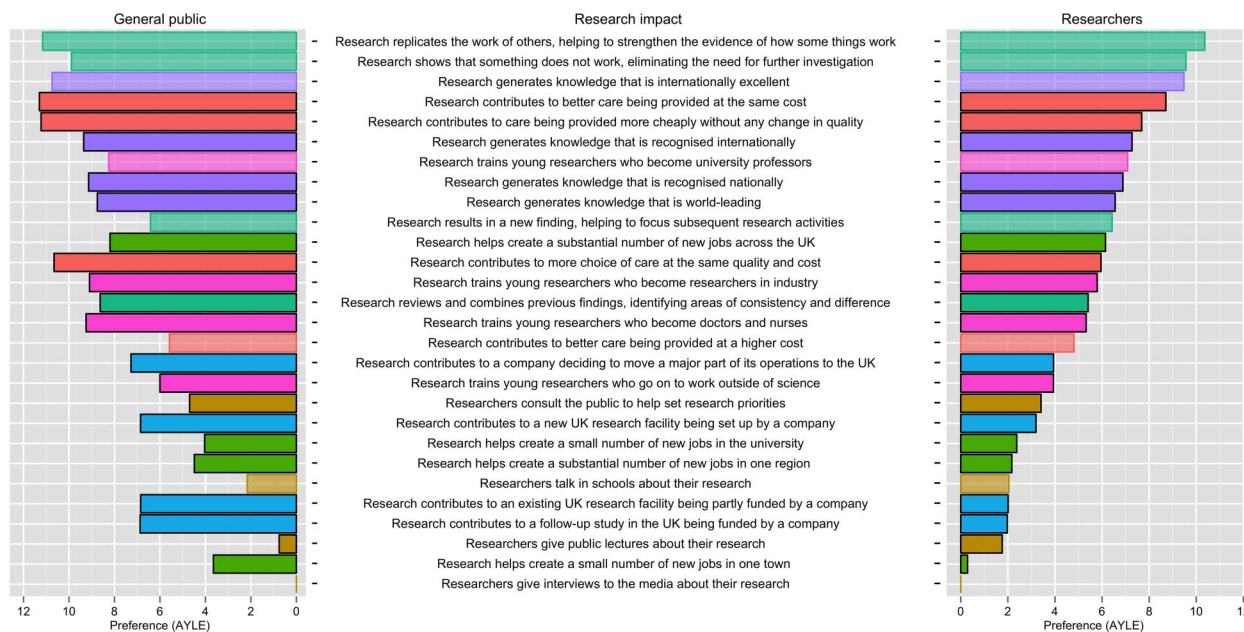 General public
Research impact
Researchers
Research replicates the work of others, helping to strengthen the evidence of how some things work
Research shows that something does not work, eliminating the need for further investigation
Research generates knowledge that is internationally excellent
Research contributes to better care being provided at the same cost
Research contributes to care being provided more cheaply without any change in quality
Research generates knowledge that is recognised internationally
Research trains young researchers who become university professors
Research generates knowledge that is recognised nationally
Research generates knowledge that is world-leading
Research results in a new finding, helping to focus subsequent research activities
Research helps create a substantial number of new jobs across the UK
Research contributes to more choice of care at the same quality and cost
Research trains young researchers who become researchers in industry
Research reviews and combines previous findings, identifying areas of consistency and difference
Research trains young researchers who become doctors and nurses
Research contributes to better care being provided at a higher cost
Research contributes to a company deciding to move a major part of its operations to the UK
Research trains young researchers who go on to work outside of science
Researchers consult the public to help set research priorities
Research contributes to a new UK research facility being set up by a company
Research helps create a small number of new jobs in the university
Research helps create a substantial number of new jobs in one region
Researchers talk in schools about their research
Research contributes to an existing UK research facility being partly funded by a company
Research contributes to a follow-up study in the UK being funded by a company
Researchers give public lectures about their research
Research helps create a small number of new jobs in one town
Researchers give interviews to the media about their research
12 10 8 6 4 2 0
0 2 4 6 8 10
Preference (AYLE)
Preference (AYLE)